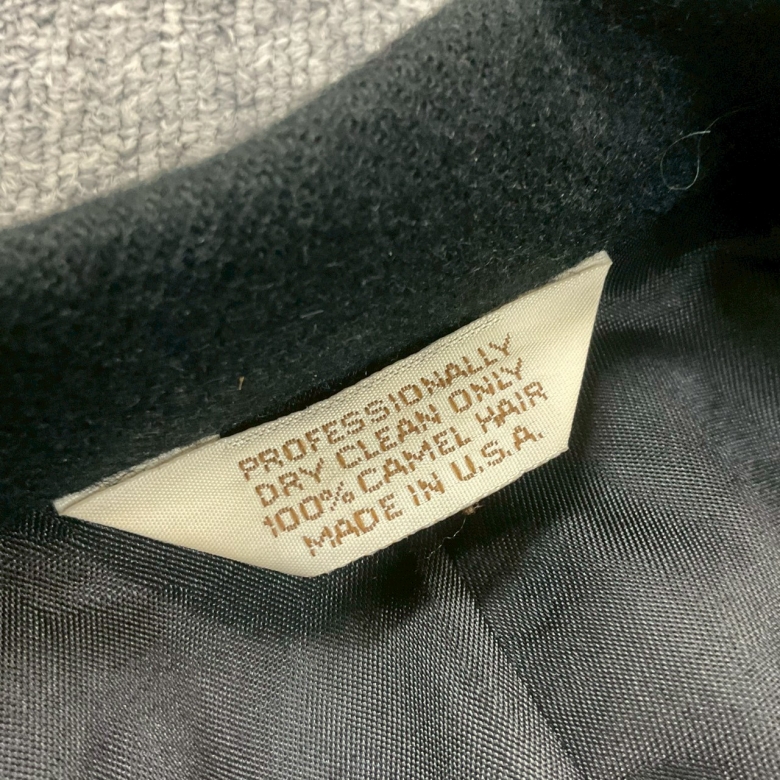 PROFESSIONALLY
DRY CLEAN ONLY
100% CAMEL HAIR
MADE IN U.S.A.